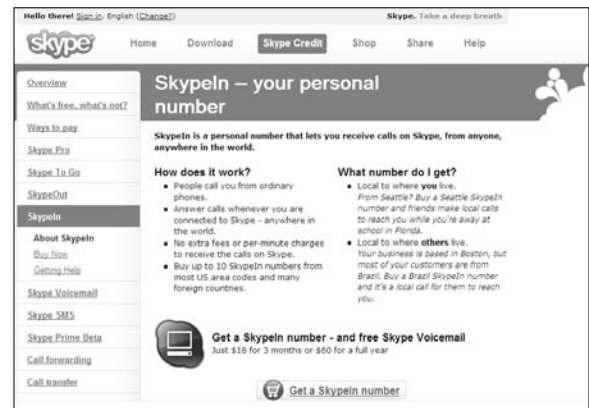 Hello there! Sign in. English (Change?)
Skype. Take a deep breath
skype
Home Download Skype Credit Shop Share Help
Overview
What's free, what's not?
Ways to pay
Skype Pro
Skype To Go
SkypeOut
SkypeIn
About SkypeIn
Buy Now
Getting Help
Skype Voicemail
Skype SMS
Skype Prime Beta
Call forwarding
Call transfer
SkypeIn – your personal
number
SkypeIn is a personal number that lets you receive calls on Skype, from anyone,
anywhere in the world.
How does it work?
People call you from ordinary
phones.
Answer calls whenever you are
connected to Skype - anywhere in
the world.
No extra fees or per-minute charges
to receive the calls on Skype.
Buy up to 10 SkypeIn numbers from
most US area codes and many
foreign countries.
What number do I get?
Local to where you live.
From Seattle? Buy a Seattle SkypeIn
number and friends make local calls
to reach you while you're away at
school in Florida.
Local to where others live.
Your business is based in Boston, but
most of your customers are from
Brazil. Buy a Brazil SkypeIn number
and it's a local call for them to reach
you.
Get a SkypeIn number - and free Skype Voicemail
Just $18 for 3 months or $60 for a full year
Get a SkypeIn number